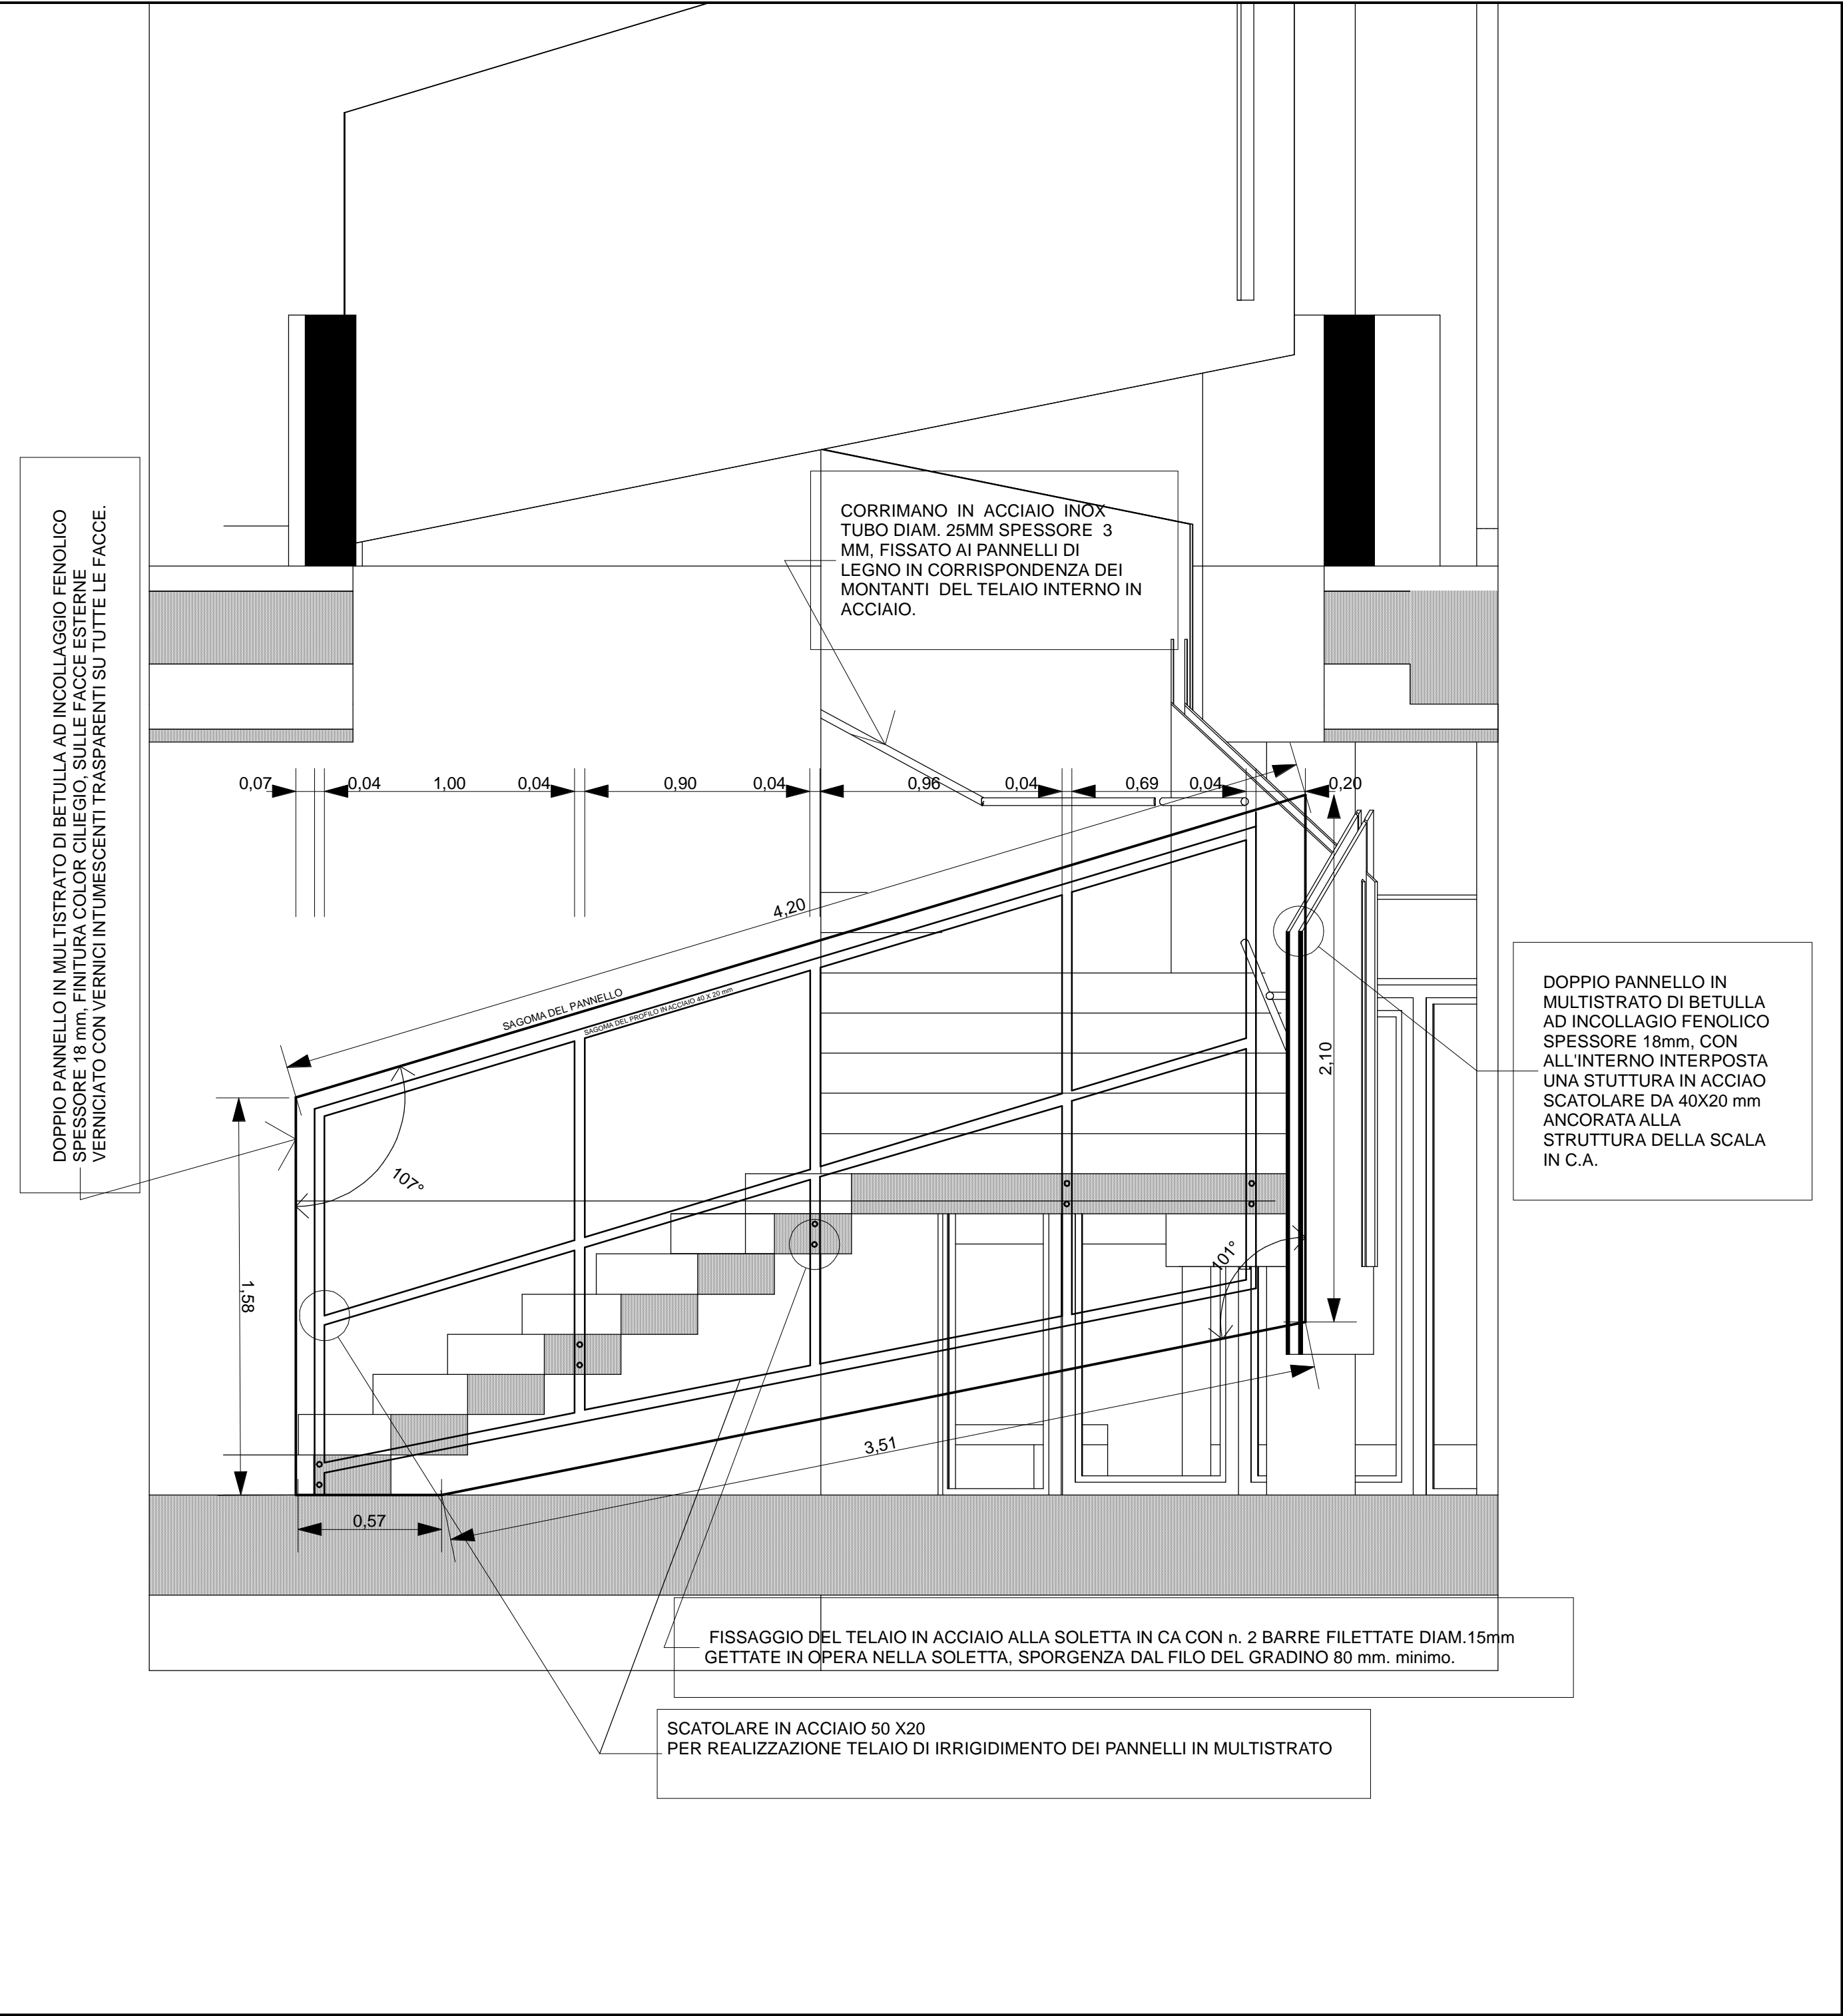 DOPPIO PANNELLO IN MULTISTRATO DI BETULLA AD INCOLLAGGIO FENOLICO
SPESSORE 18 mm, FINITURA COLOR CILIEGIO, SULLE FACCE ESTERNE
VERNICIATO CON VERNICI INTUMESCENTI TRASPARENTI SU TUTTE LE FACCE.
CORRIMANO IN ACCIAIO INOX
TUBO DIAM. 25MM SPESSORE 3
MM, FISSATO AI PANNELLI DI
LEGNO IN CORRISPONDENZA DEI
MONTANTI DEL TELAIO INTERNO IN
ACCIAIO.
0,07 0,04 1,00 0,04 0,90 0,04 0,96 0,04 0,69 0,04 0,20
4,20
SAGOMA DEL PANNELLO
SAGOMA DEL PROFILO IN ACCIAIO 40 X 20 mm
107°
1,58
2,10
101°
3,51
0,57
DOPPIO PANNELLO IN
MULTISTRATO DI BETULLA
AD INCOLLAGIO FENOLICO
SPESSORE 18mm, CON
ALL'INTERNO INTERPOSTA
UNA STUTTURA IN ACCIAO
SCATOLARE DA 40X20 mm
ANCORATA ALLA
STRUTTURA DELLA SCALA
IN C.A.
FISSAGGIO DEL TELAIO IN ACCIAIO ALLA SOLETTA IN CA CON n. 2 BARRE FILETTATE DIAM.15mm
GETTATE IN OPERA NELLA SOLETTA, SPORGENZA DAL FILO DEL GRADINO 80 mm. minimo.
SCATOLARE IN ACCIAIO 50 X20
PER REALIZZAZIONE TELAIO DI IRRIGIDIMENTO DEI PANNELLI IN MULTISTRATO